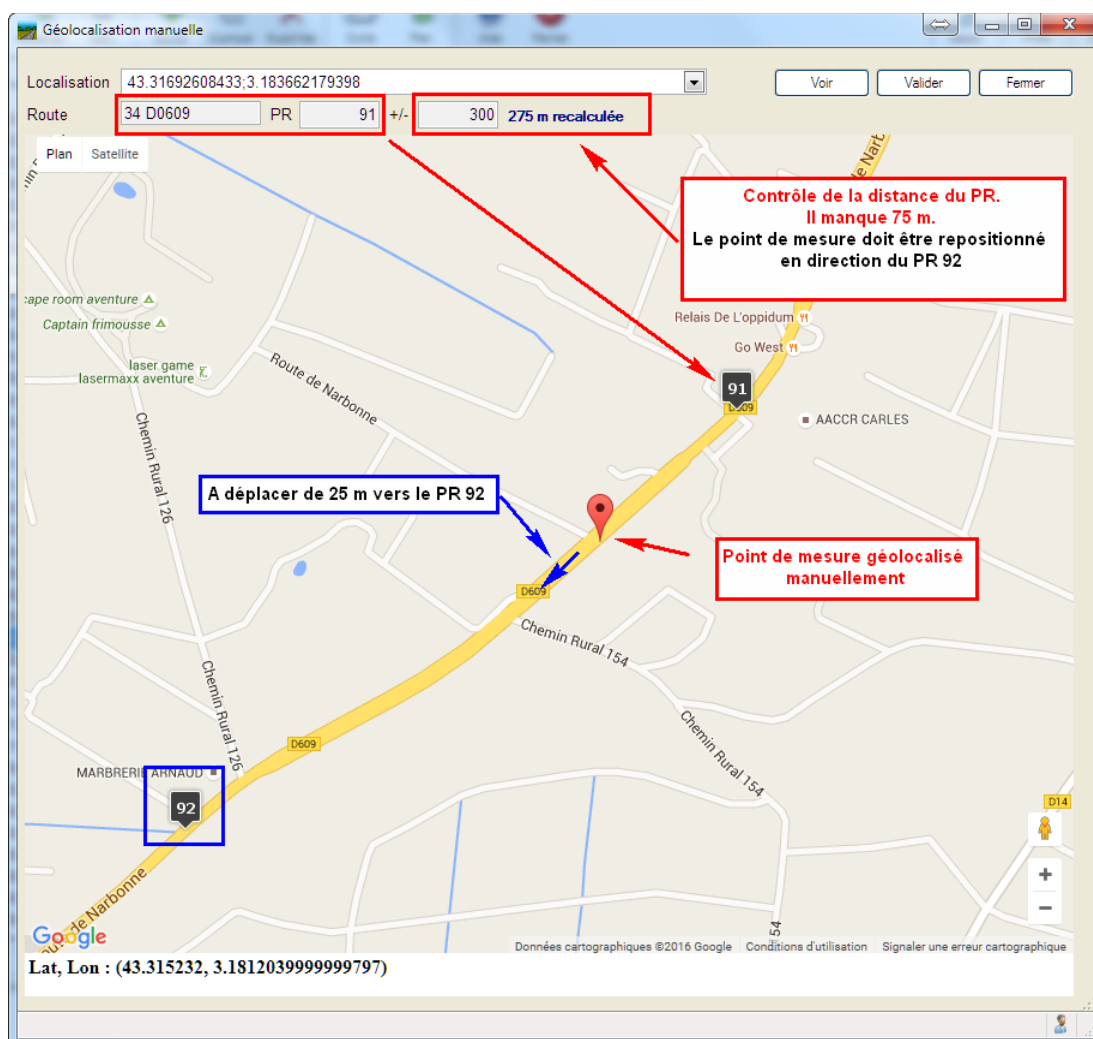 Géolocalisation manuelle
Localisation 43.31692608433;3.183662179398 Voir Valider Fermer
Route 34 D0609 PR 91 +/- 300 275 m recalculée
Plan Satellite
Contrôle de la distance du PR.
Il manque 75 m.
Le point de mesure doit être repositionné
en direction du PR 92
ape room aventure
Captain frimousse
laser game
lasermaxx aventure
Route de Narbonne
Relais De L'oppidum
Go West
91
D609
AACCR CARLES
Chemin Rural 126
A déplacer de 25 m vers le PR 92
Point de mesure géolocalisé
manuellement
D609
Chemin Rural 154
Chemin Rural 126
D609
Chemin Rural 154
MARBRERIE ARNAUD
92
D14
+
−
de Narbonne
154
Google
Données cartographiques ©2016 Google Conditions d'utilisation Signaler une erreur cartographique
Lat, Lon : (43.315232, 3.1812039999999797)